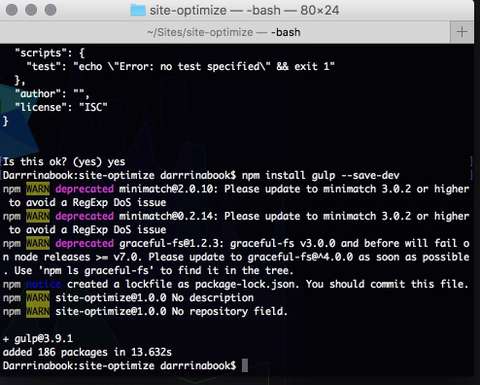 site-optimize — -bash — 80×24
~/Sites/site-optimize — -bash
"scripts": {
"test": "echo \"Error: no test specified\" && exit 1"
},
"author": "",
"license": "ISC"
}
Is this ok? (yes) yes
Darrrinabook:site-optimize darrrinabook$ npm install gulp --save-dev
npm WARN deprecated minimatch@2.0.10: Please update to minimatch 3.0.2 or higher
to avoid a RegExp DoS issue
npm WARN deprecated minimatch@0.2.14: Please update to minimatch 3.0.2 or higher
to avoid a RegExp DoS issue
npm WARN deprecated graceful-fs@1.2.3: graceful-fs v3.0.0 and before will fail o
n node releases >= v7.0. Please update to graceful-fs@^4.0.0 as soon as possible
. Use 'npm ls graceful-fs' to find it in the tree.
npm notice created a lockfile as package-lock.json. You should commit this file.
npm WARN site-optimize@1.0.0 No description
npm WARN site-optimize@1.0.0 No repository field.
+ gulp@3.9.1
added 186 packages in 13.632s
Darrrinabook:site-optimize darrrinabook$